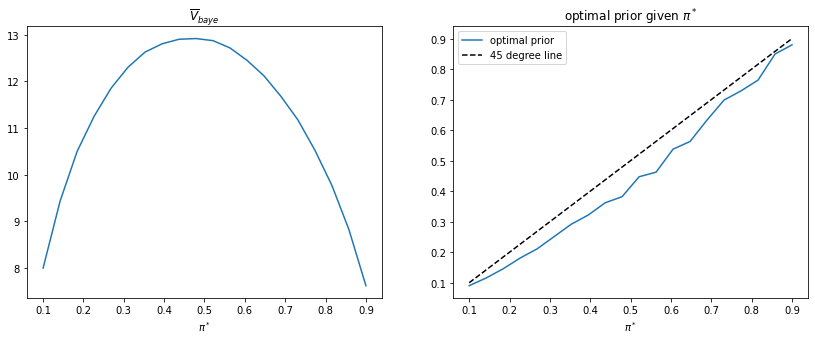 V̅_baye
13
12
11
10
9
8
0.1 0.2 0.3 0.4 0.5 0.6 0.7 0.8 0.9
π*
optimal prior given π*
optimal prior
45 degree line
0.9
0.8
0.7
0.6
0.5
0.4
0.3
0.2
0.1
0.1 0.2 0.3 0.4 0.5 0.6 0.7 0.8 0.9
π*